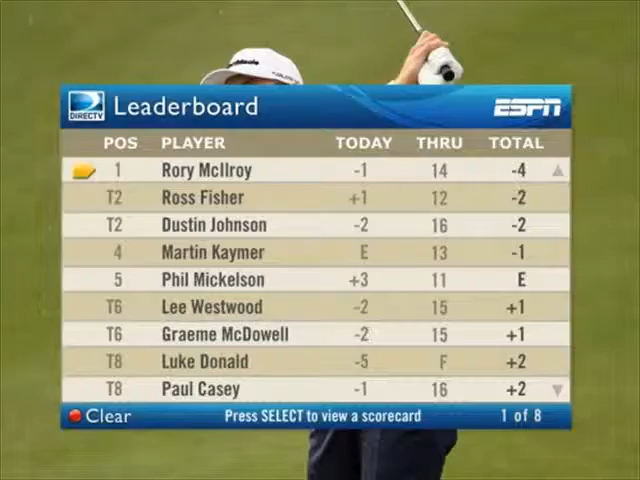 DIRECTV Leaderboard ESPN
POS PLAYER TODAY THRU TOTAL
1 Rory McIlroy -1 14 -4
T2 Ross Fisher +1 12 -2
T2 Dustin Johnson -2 16 -2
4 Martin Kaymer E 13 -1
5 Phil Mickelson +3 11 E
T6 Lee Westwood -2 15 +1
T6 Graeme McDowell -2 15 +1
T8 Luke Donald -5 F +2
T8 Paul Casey -1 16 +2
Clear Press SELECT to view a scorecard 1 of 8